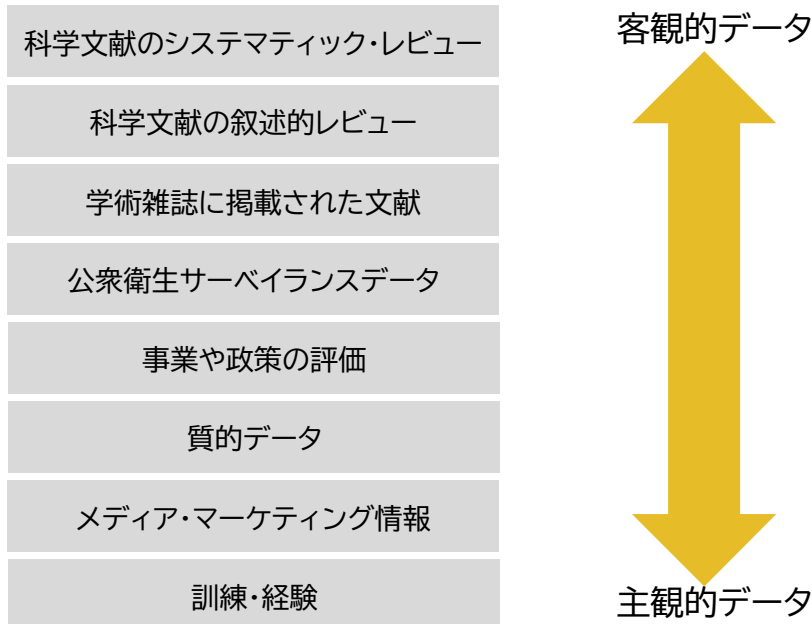 科学文献のシステマティック・レビュー
科学文献の叙述的レビュー
学術雑誌に掲載された文献
公衆衛生サーベイランスデータ
事業や政策の評価
質的データ
メディア・マーケティング情報
訓練・経験
客観的データ
主観的データ